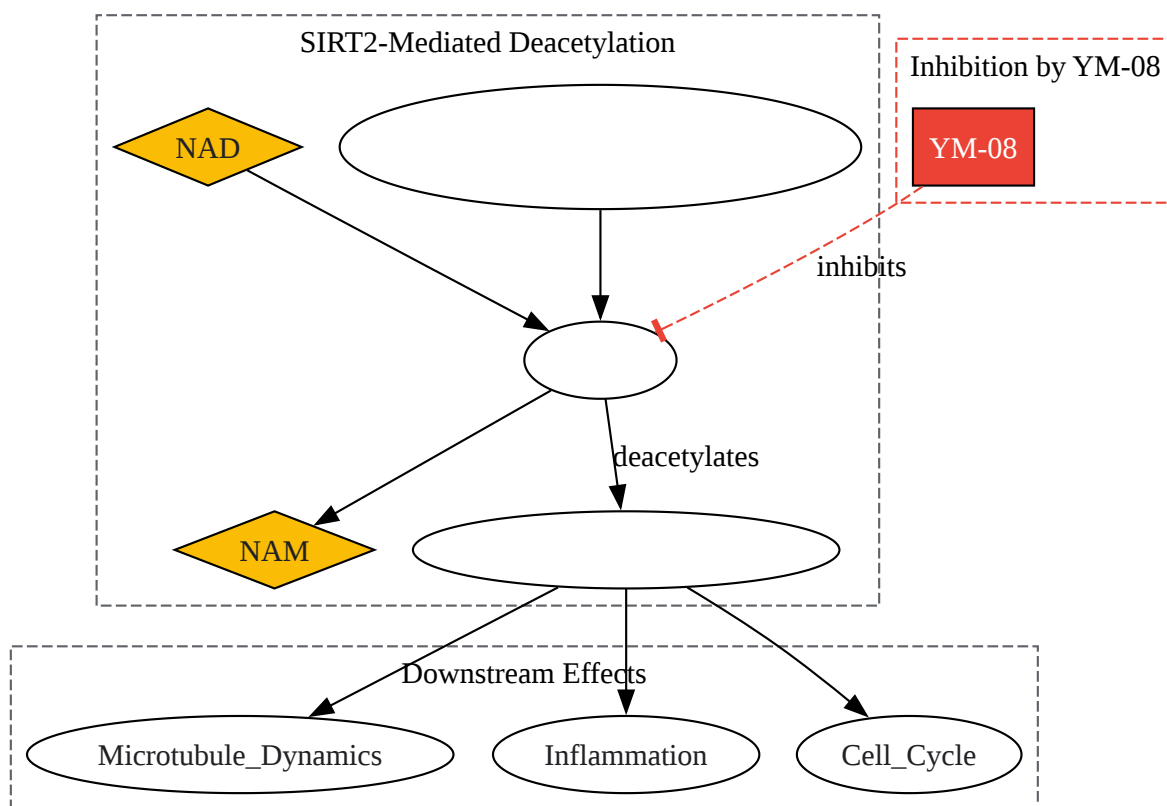 SIRT2-Mediated Deacetylation
Inhibition by YM-08
NAD
YM-08
inhibits
deacetylates
NAM
Downstream Effects
Microtubule_Dynamics
Inflammation
Cell_Cycle